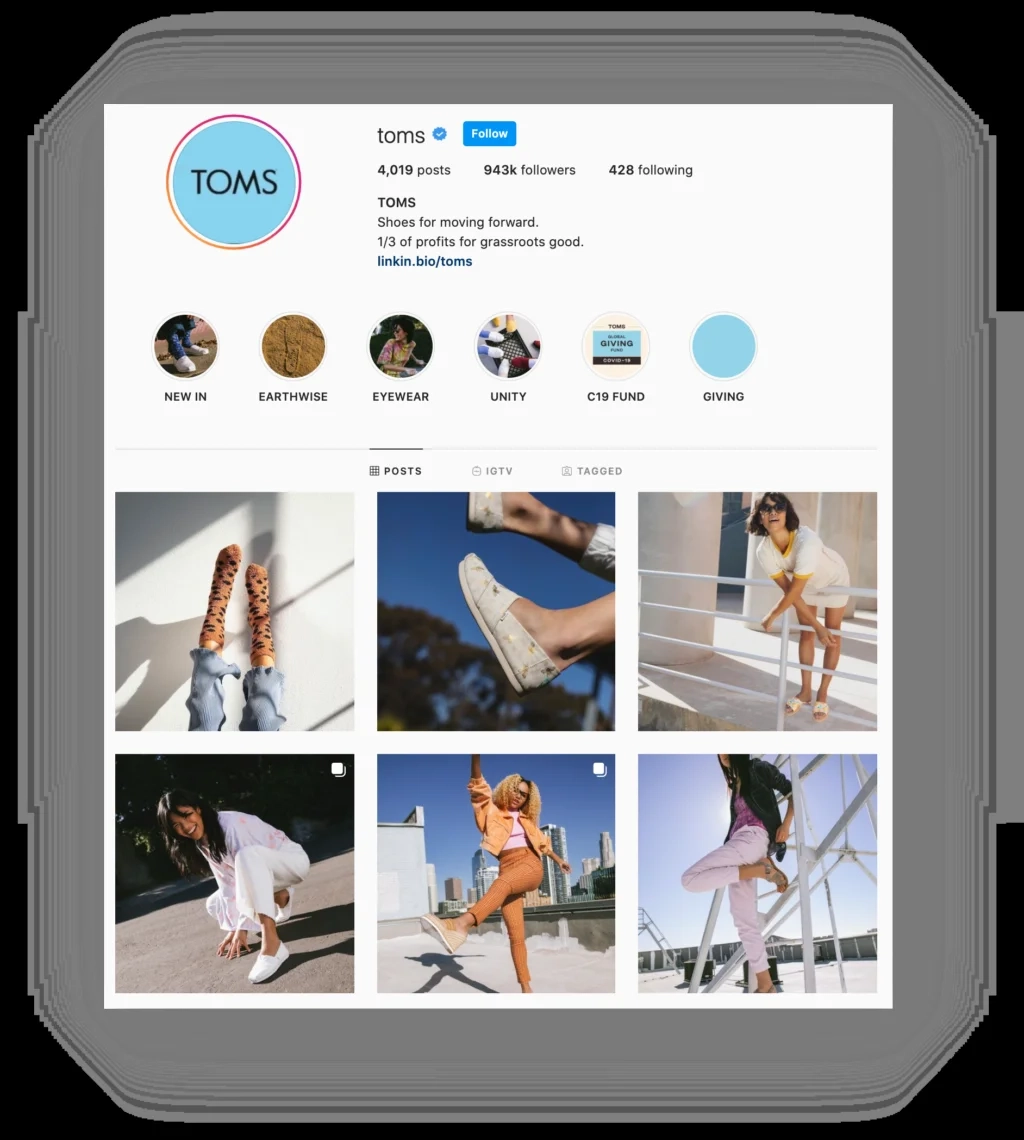 TOMS
toms Follow
4,019 posts 943k followers 428 following
TOMS
Shoes for moving forward.
1/3 of profits for grassroots good.
linkin.bio/toms
TOMS
GLOBAL
GIVING
FUND
COVID-19
NEW IN EARTHWISE EYEWEAR UNITY C19 FUND GIVING
POSTS IGTV TAGGED